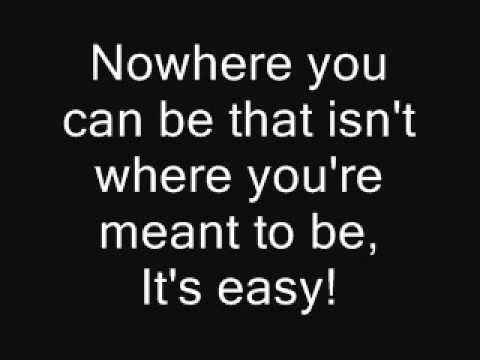 Nowhere you
can be that isn't
where you're
meant to be,
It's easy!